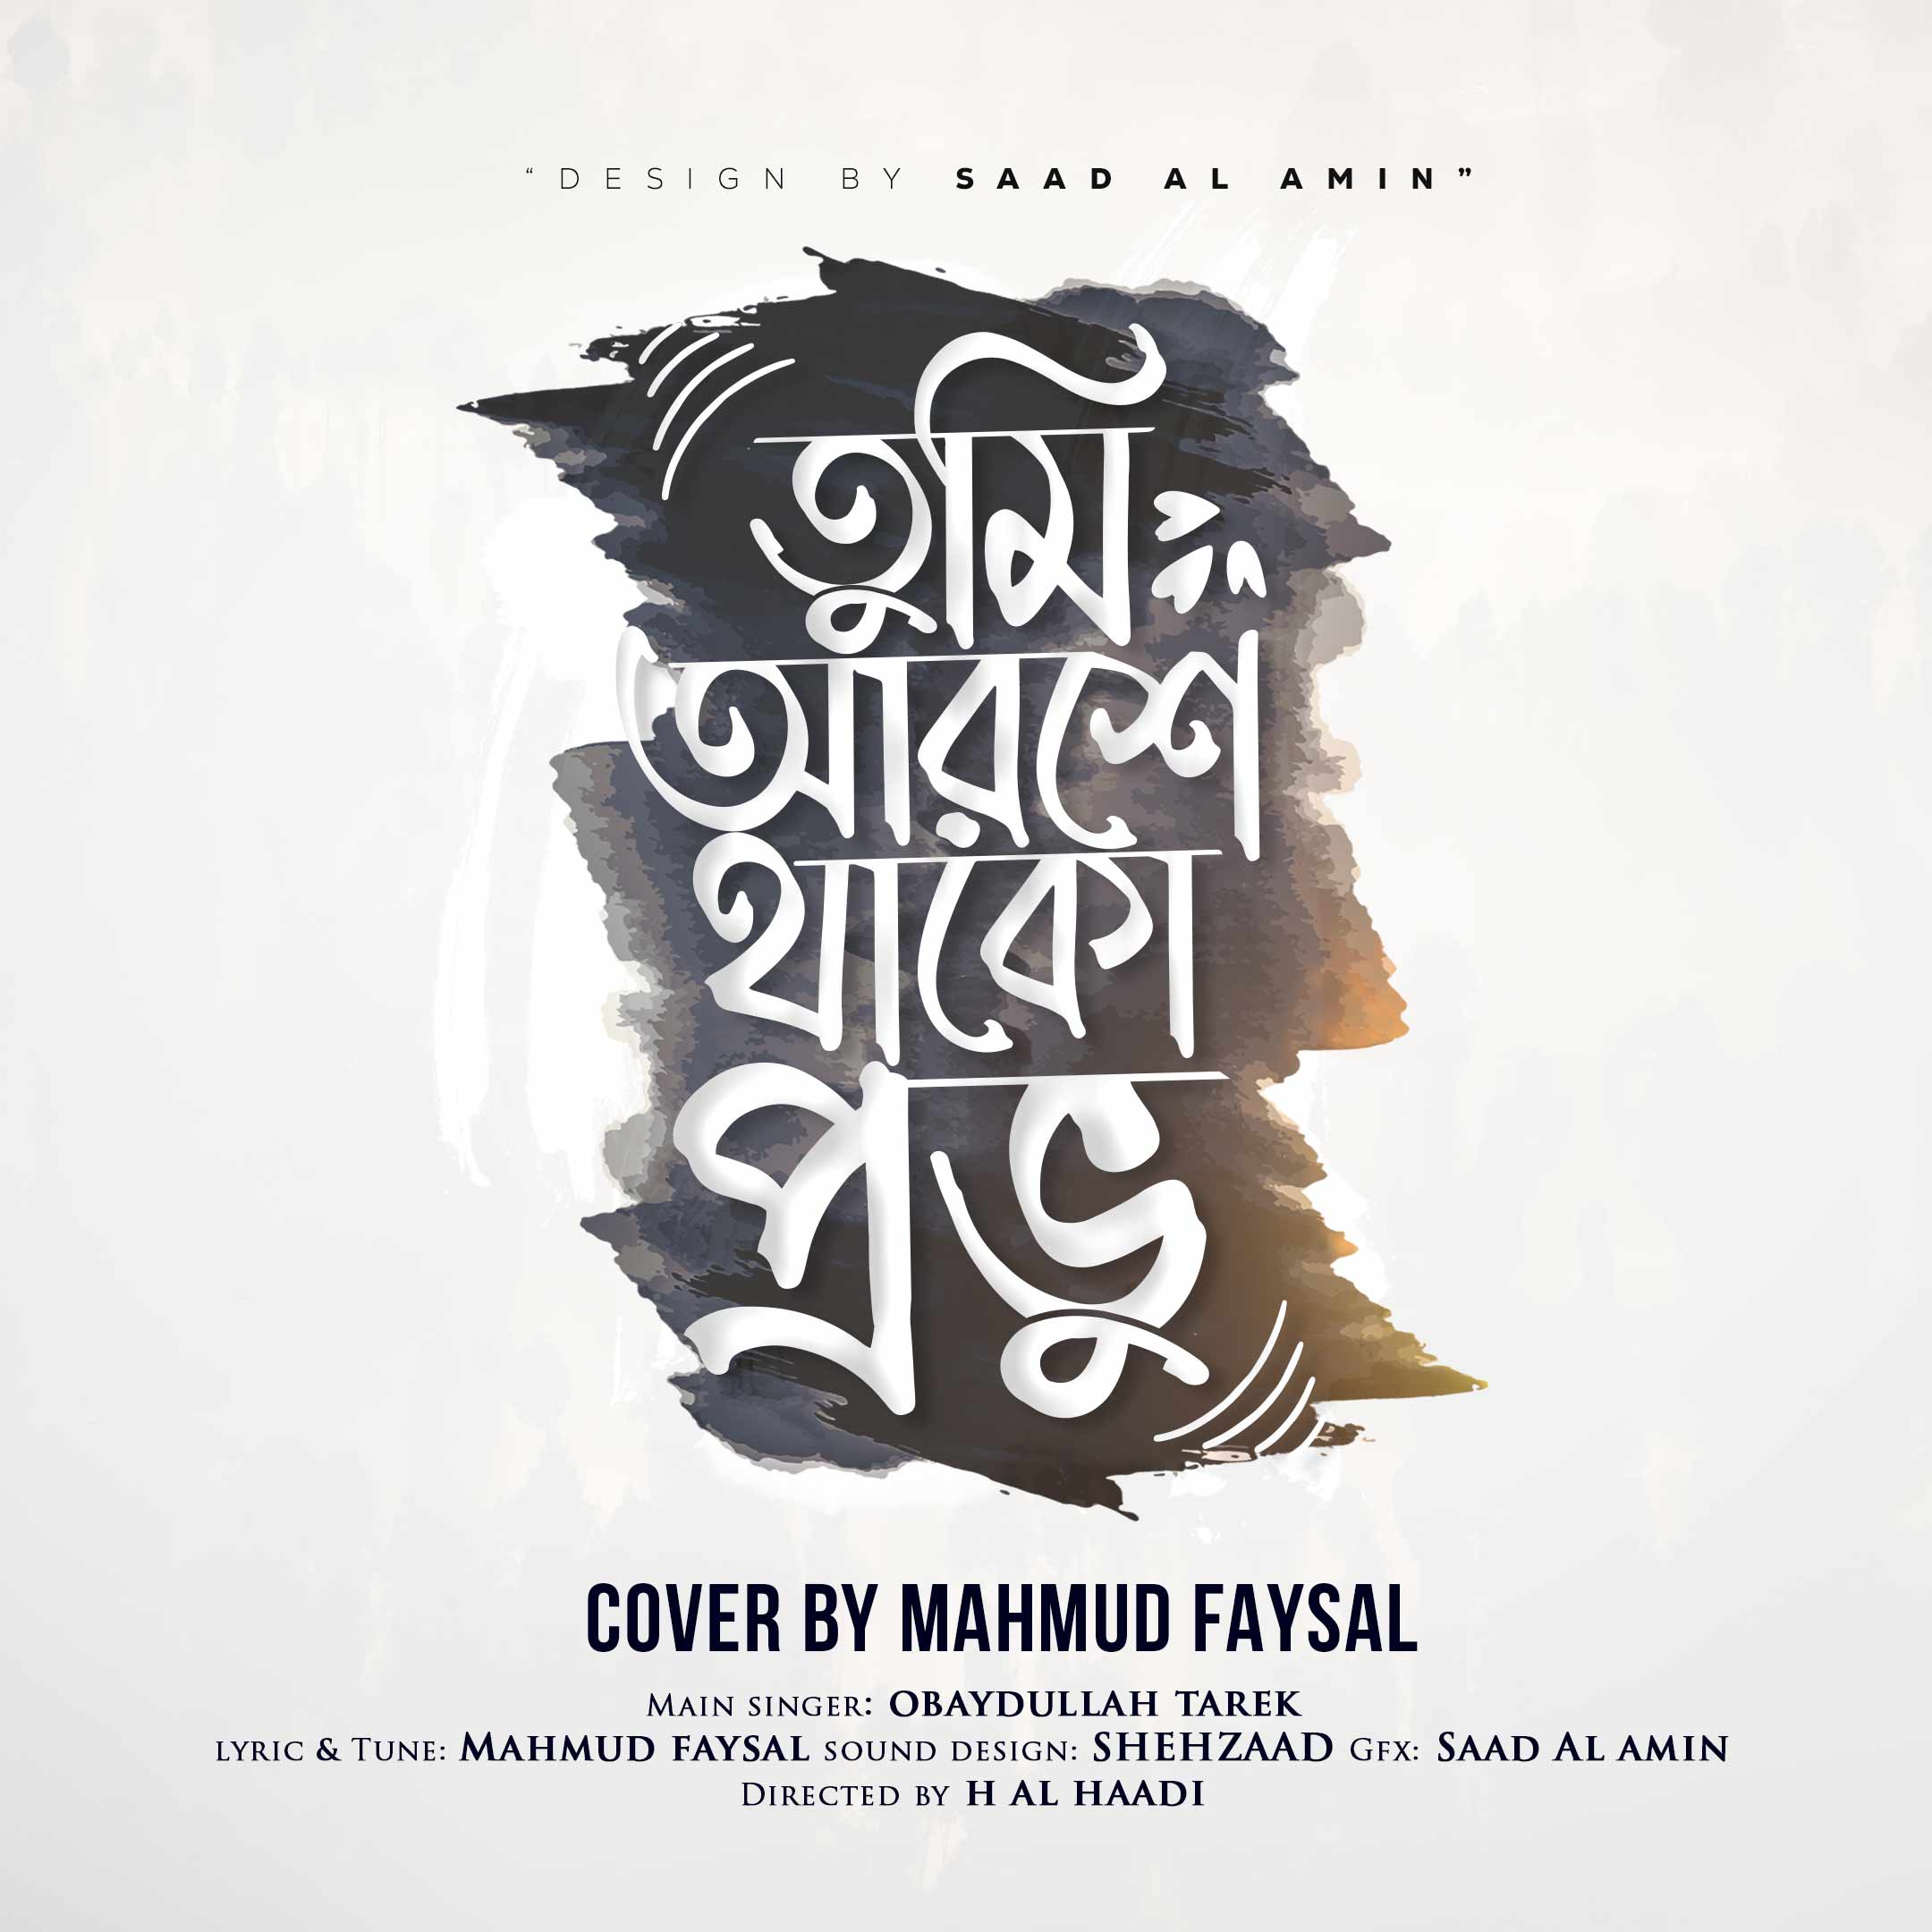 “DESIGN BY SAAD AL AMIN”
তুমি
আরশে
থাকো
প্রভু
COVER BY MAHMUD FAYSAL
MAIN SINGER: OBAYDULLAH TAREK
LYRIC & TUNE: MAHMUD FAYSAL SOUND DESIGN: SHEHZAAD GFX: SAAD AL AMIN
DIRECTED BY H AL HAADI